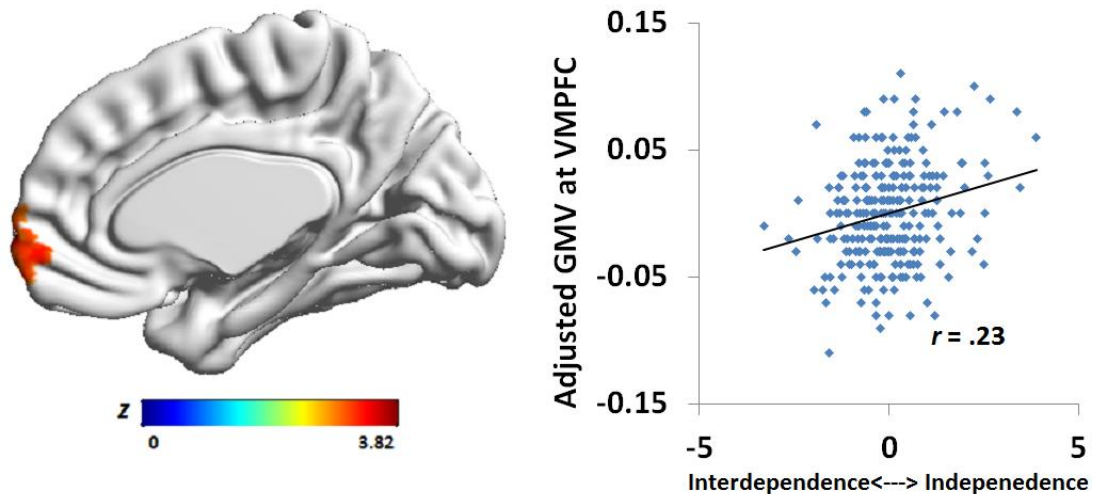 Z
0 3.82
Adjusted GMV at VMPFC
0.15
0.05
-0.05
-0.15
r = .23
-5 0 5
Interdependence<---> Indepenedence